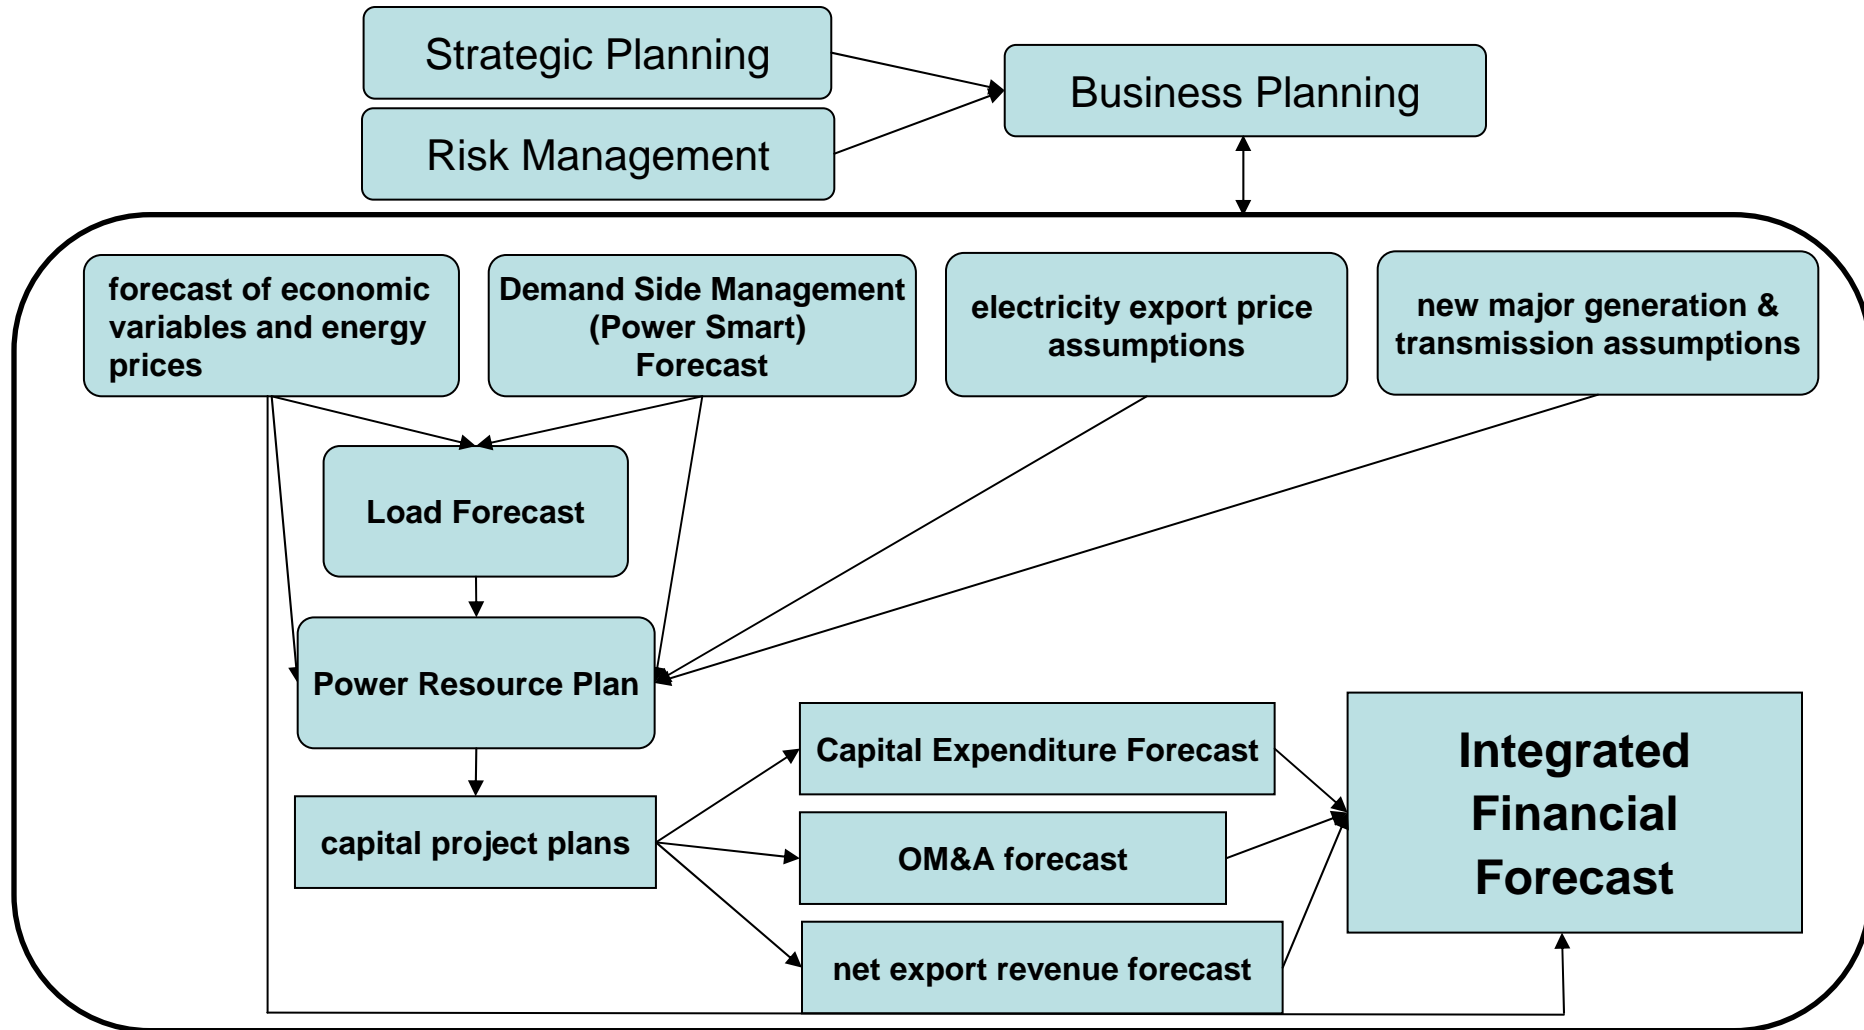 Strategic Planning
Business Planning
Risk Management
forecast of economic
variables and energy
prices
Demand Side Management
(Power Smart)
Forecast
electricity export price
assumptions
new major generation &
transmission assumptions
Load Forecast
Power Resource Plan
capital project plans
Capital Expenditure Forecast
OM&A forecast
net export revenue forecast
Integrated
Financial
Forecast